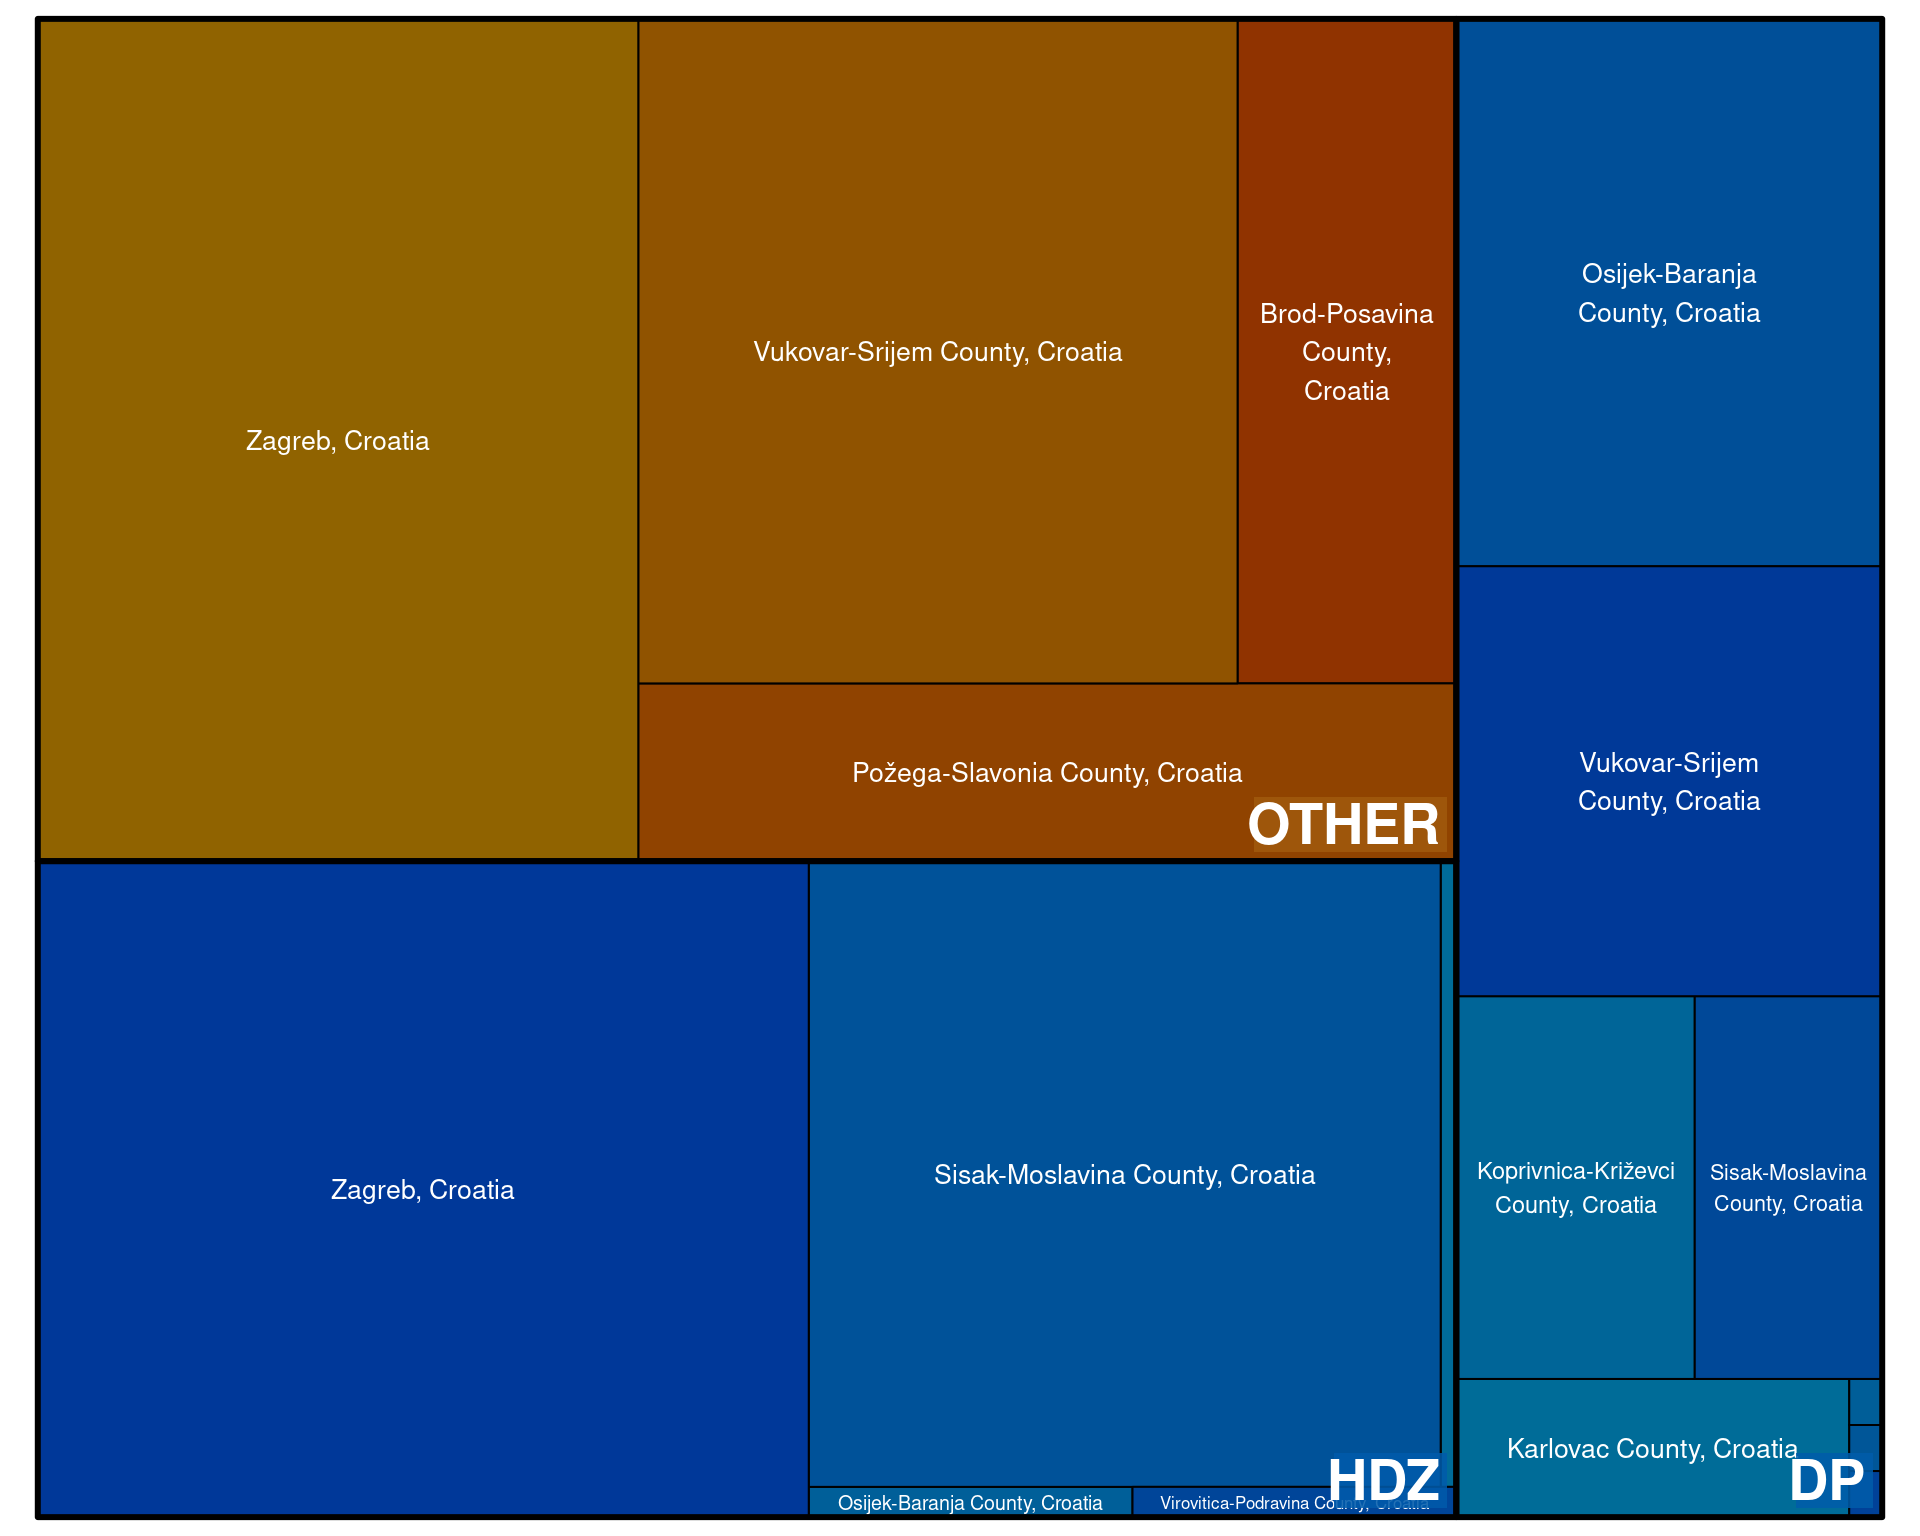 Zagreb, Croatia
Vukovar-Srijem County, Croatia
Brod-Posavina
County,
Croatia
Požega-Slavonia County, Croatia
OTHER
Osijek-Baranja
County, Croatia
Vukovar-Srijem
County, Croatia
Zagreb, Croatia
Sisak-Moslavina County, Croatia
Osijek-Baranja County, Croatia
Virovitica-Podravina County, Croatia
HDZ
Koprivnica-Križevci
County, Croatia
Sisak-Moslavina
County, Croatia
Karlovac County, Croatia
DP